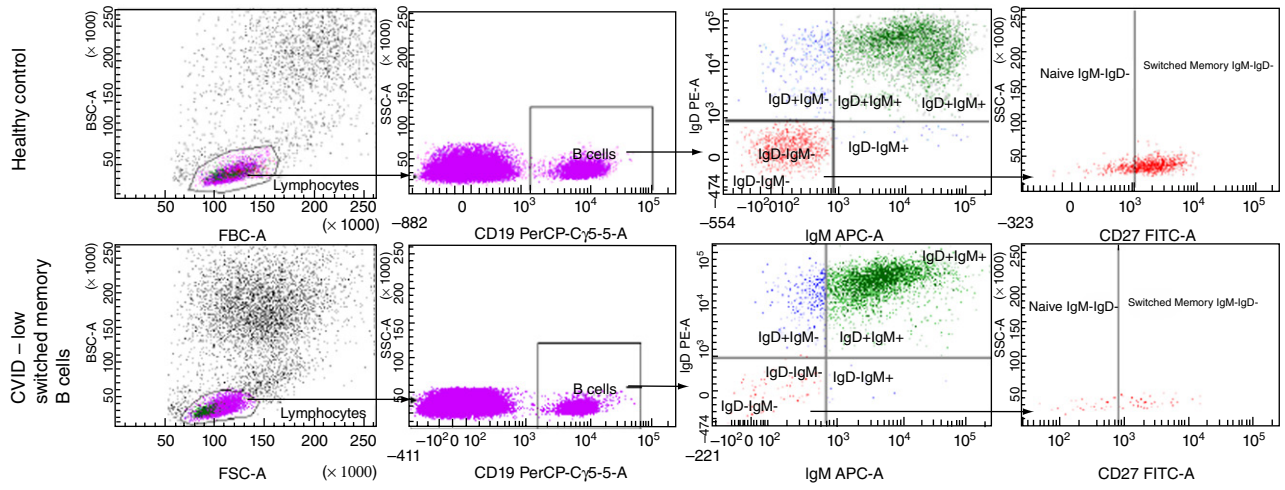 Healthy control
BSC-A
(× 1000)
250
200
150
100
50
Lymphocytes
50 100 150 200 250
(× 1000)
FBC-A
SSC-A
(× 1000)
250
200
150
100
50
B cells
−882
0 10³ 10⁴ 10⁵
CD19 PerCP-Cγ5-5-A
IgD PE-A
10⁵
10⁴
10³
0
−474
IgD+IgM-
IgD+IgM+
IgD+IgM+
IgD-IgM-
IgD-IgM+
IgD-IgM-
−554
−10²010² 10³ 10⁴ 10⁵
IgM APC-A
SSC-A
(× 1000)
250
200
150
100
50
Naive IgM-IgD-
Switched Memory IgM-IgD-
−323
0 10³ 10⁴ 10⁵
CD27 FITC-A
CVID – low
switched memory
B cells
BSC-A
(× 1000)
250
200
150
100
50
Lymphocytes
50 100 150 200 250
FSC-A
(× 1000)
SSC-A
(× 1000)
250
200
150
100
50
B cells
−10² 0 10² 10³ 10⁴ 10⁵
−411
CD19 PerCP-Cγ5-5-A
IgD PE-A
10⁵
10⁴
10³
0
−474
IgD+IgM+
IgD+IgM-
IgD+IgM+
IgD-IgM-
IgD-IgM+
IgD-IgM-
−10² 0 10² 10³ 10⁴ 10⁵
−221
IgM APC-A
SSC-A
(× 1000)
250
200
150
100
50
Naive IgM-IgD-
Switched Memory IgM-IgD-
10² 10³ 10⁴ 10⁵
CD27 FITC-A